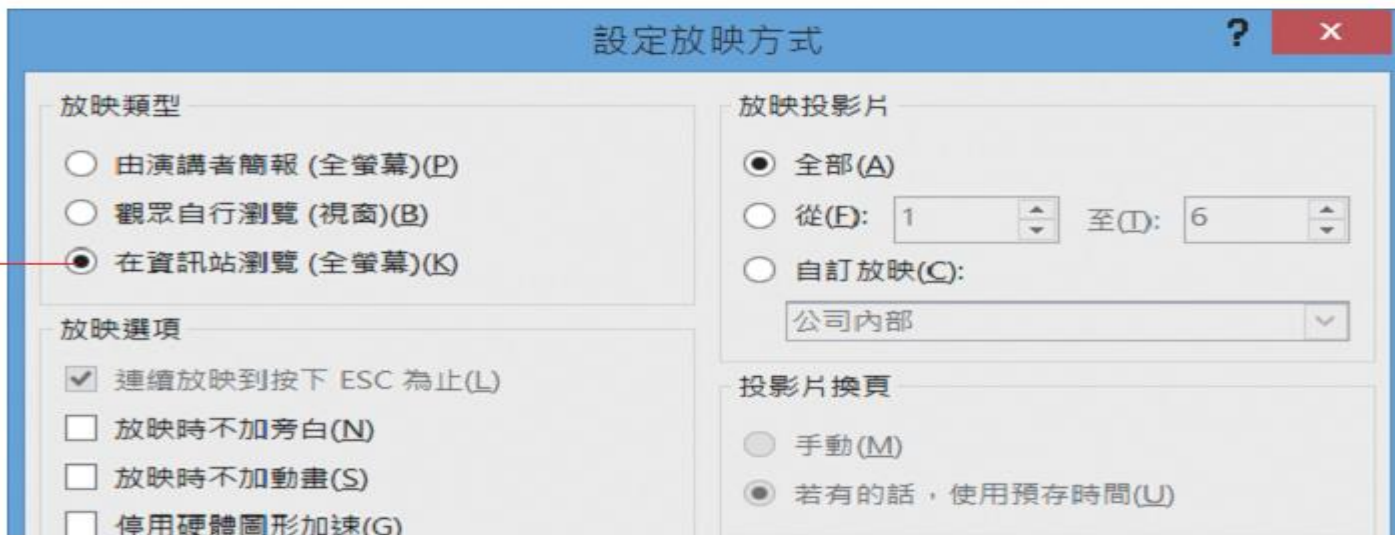 設定放映方式
?
×
放映類型
由演講者簡報 (全螢幕)(P)
觀眾自行瀏覽 (視窗)(B)
在資訊站瀏覽 (全螢幕)(K)
放映選項
連續放映到按下 ESC 為止(L)
放映時不加旁白(N)
放映時不加動畫(S)
停用硬體圖形加速(G)
放映投影片
全部(A)
從(F): 1 至(T): 6
自訂放映(C):
公司內部
投影片換頁
手動(M)
若有的話，使用預存時間(U)